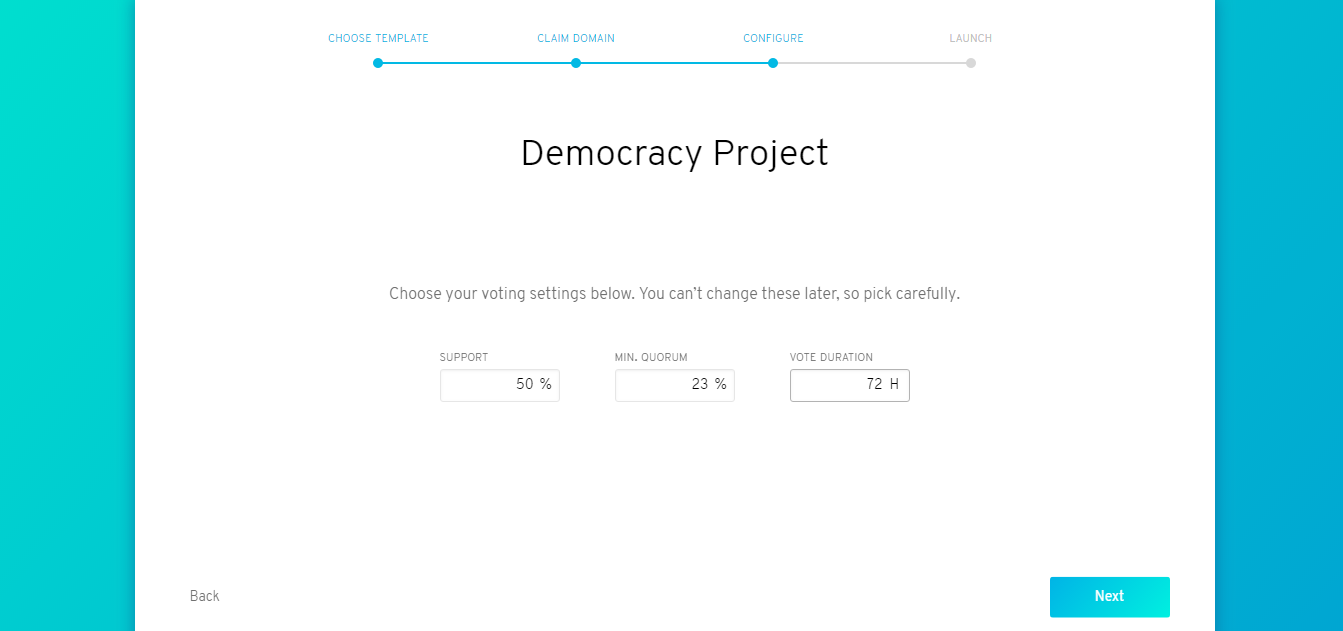 CHOOSE TEMPLATE CLAIM DOMAIN CONFIGURE LAUNCH
Democracy Project
Choose your voting settings below. You can’t change these later, so pick carefully.
SUPPORT MIN. QUORUM VOTE DURATION
50 % 23 % 72 H
Back Next